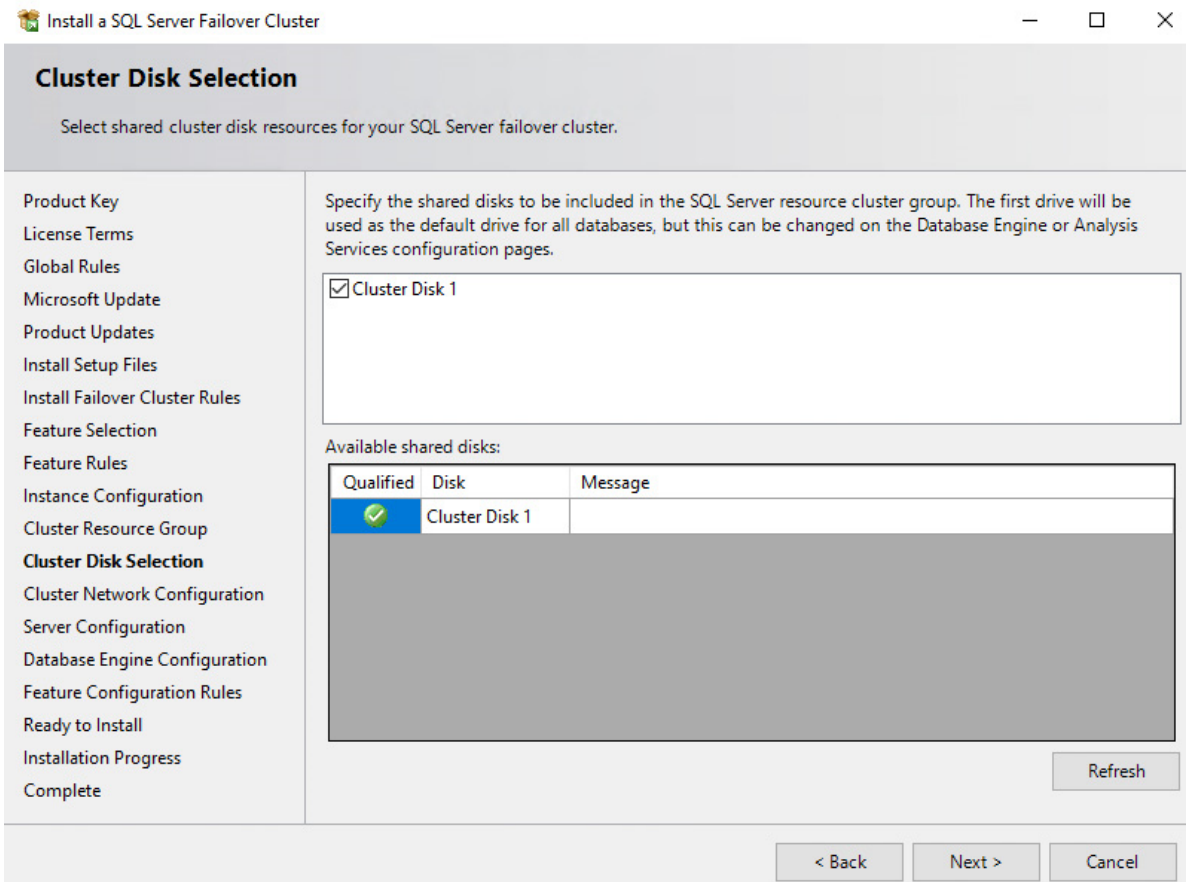 Install a SQL Server Failover Cluster
Cluster Disk Selection
Select shared cluster disk resources for your SQL Server failover cluster.
Product Key
License Terms
Global Rules
Microsoft Update
Product Updates
Install Setup Files
Install Failover Cluster Rules
Feature Selection
Feature Rules
Instance Configuration
Cluster Resource Group
Cluster Disk Selection
Cluster Network Configuration
Server Configuration
Database Engine Configuration
Feature Configuration Rules
Ready to Install
Installation Progress
Complete
Specify the shared disks to be included in the SQL Server resource cluster group. The first drive will be
used as the default drive for all databases, but this can be changed on the Database Engine or Analysis
Services configuration pages.
Cluster Disk 1
Available shared disks:
Qualified Disk Message
Cluster Disk 1
Refresh
< Back Next > Cancel